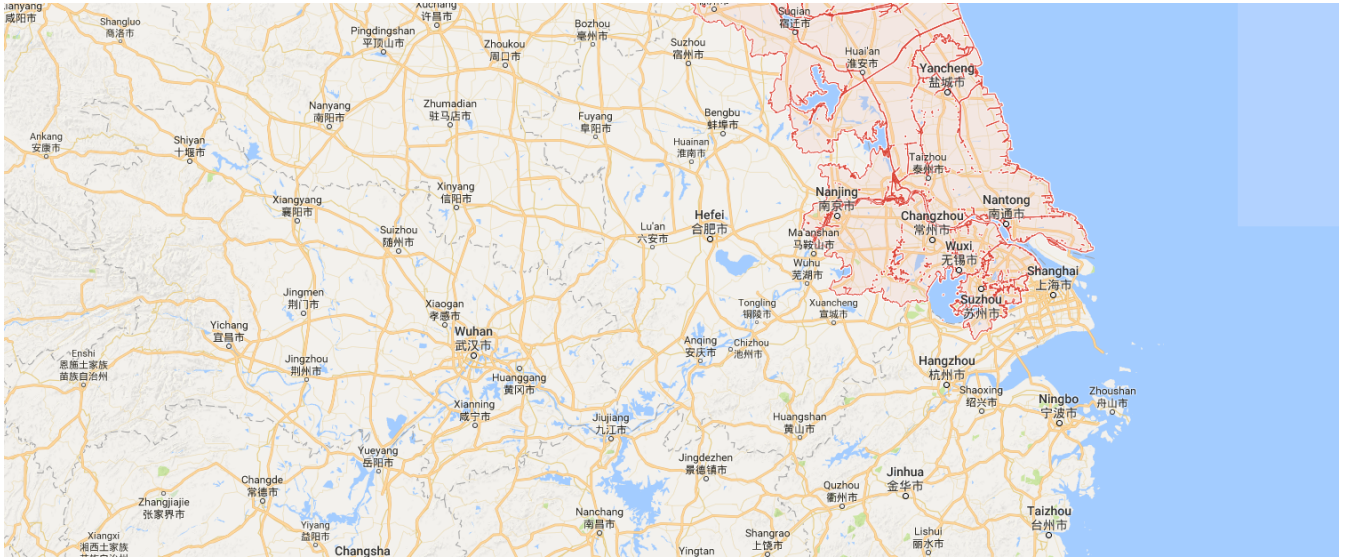 咸阳市
Shangluo
商洛市
Xuchang
许昌市
Pingdingshan
平顶山市
Zhoukou
周口市
Bozhou
亳州市
Suzhou
宿州市
Suqian
宿迁市
Huai'an
淮安市
Yancheng
盐城市
Nanyang
南阳市
Zhumadian
驻马店市
Fuyang
阜阳市
Bengbu
蚌埠市
Huainan
淮南市
Ankang
安康市
Shiyan
十堰市
Taizhou
泰州市
Xiangyang
襄阳市
Xinyang
信阳市
Suizhou
随州市
Lu'an
六安市
Hefei
合肥市
Nanjing
南京市
Ma'anshan
马鞍山市
Changzhou
常州市
Nantong
南通市
Wuxi
无锡市
Wuhu
芜湖市
Shanghai
上海市
Suzhou
苏州市
Jingmen
荆门市
Xiaogan
孝感市
Tongling
铜陵市
Xuancheng
宣城市
Yichang
宜昌市
Wuhan
武汉市
Anqing
安庆市
Chizhou
池州市
Enshi
恩施土家族
苗族自治州
Jingzhou
荆州市
Huanggang
黄冈市
Hangzhou
杭州市
Shaoxing
绍兴市
Ningbo
宁波市
Zhoushan
舟山市
Xianning
咸宁市
Jiujiang
九江市
Huangshan
黄山市
Yueyang
岳阳市
Jingdezhen
景德镇市
Jinhua
金华市
Quzhou
衢州市
Changde
常德市
Zhangjiajie
张家界市
Yiyang
益阳市
Nanchang
南昌市
Taizhou
台州市
Xiangxi
湘西土家族
Changsha
Yingtan
Shangrao
上饶市
Lishui
丽水市